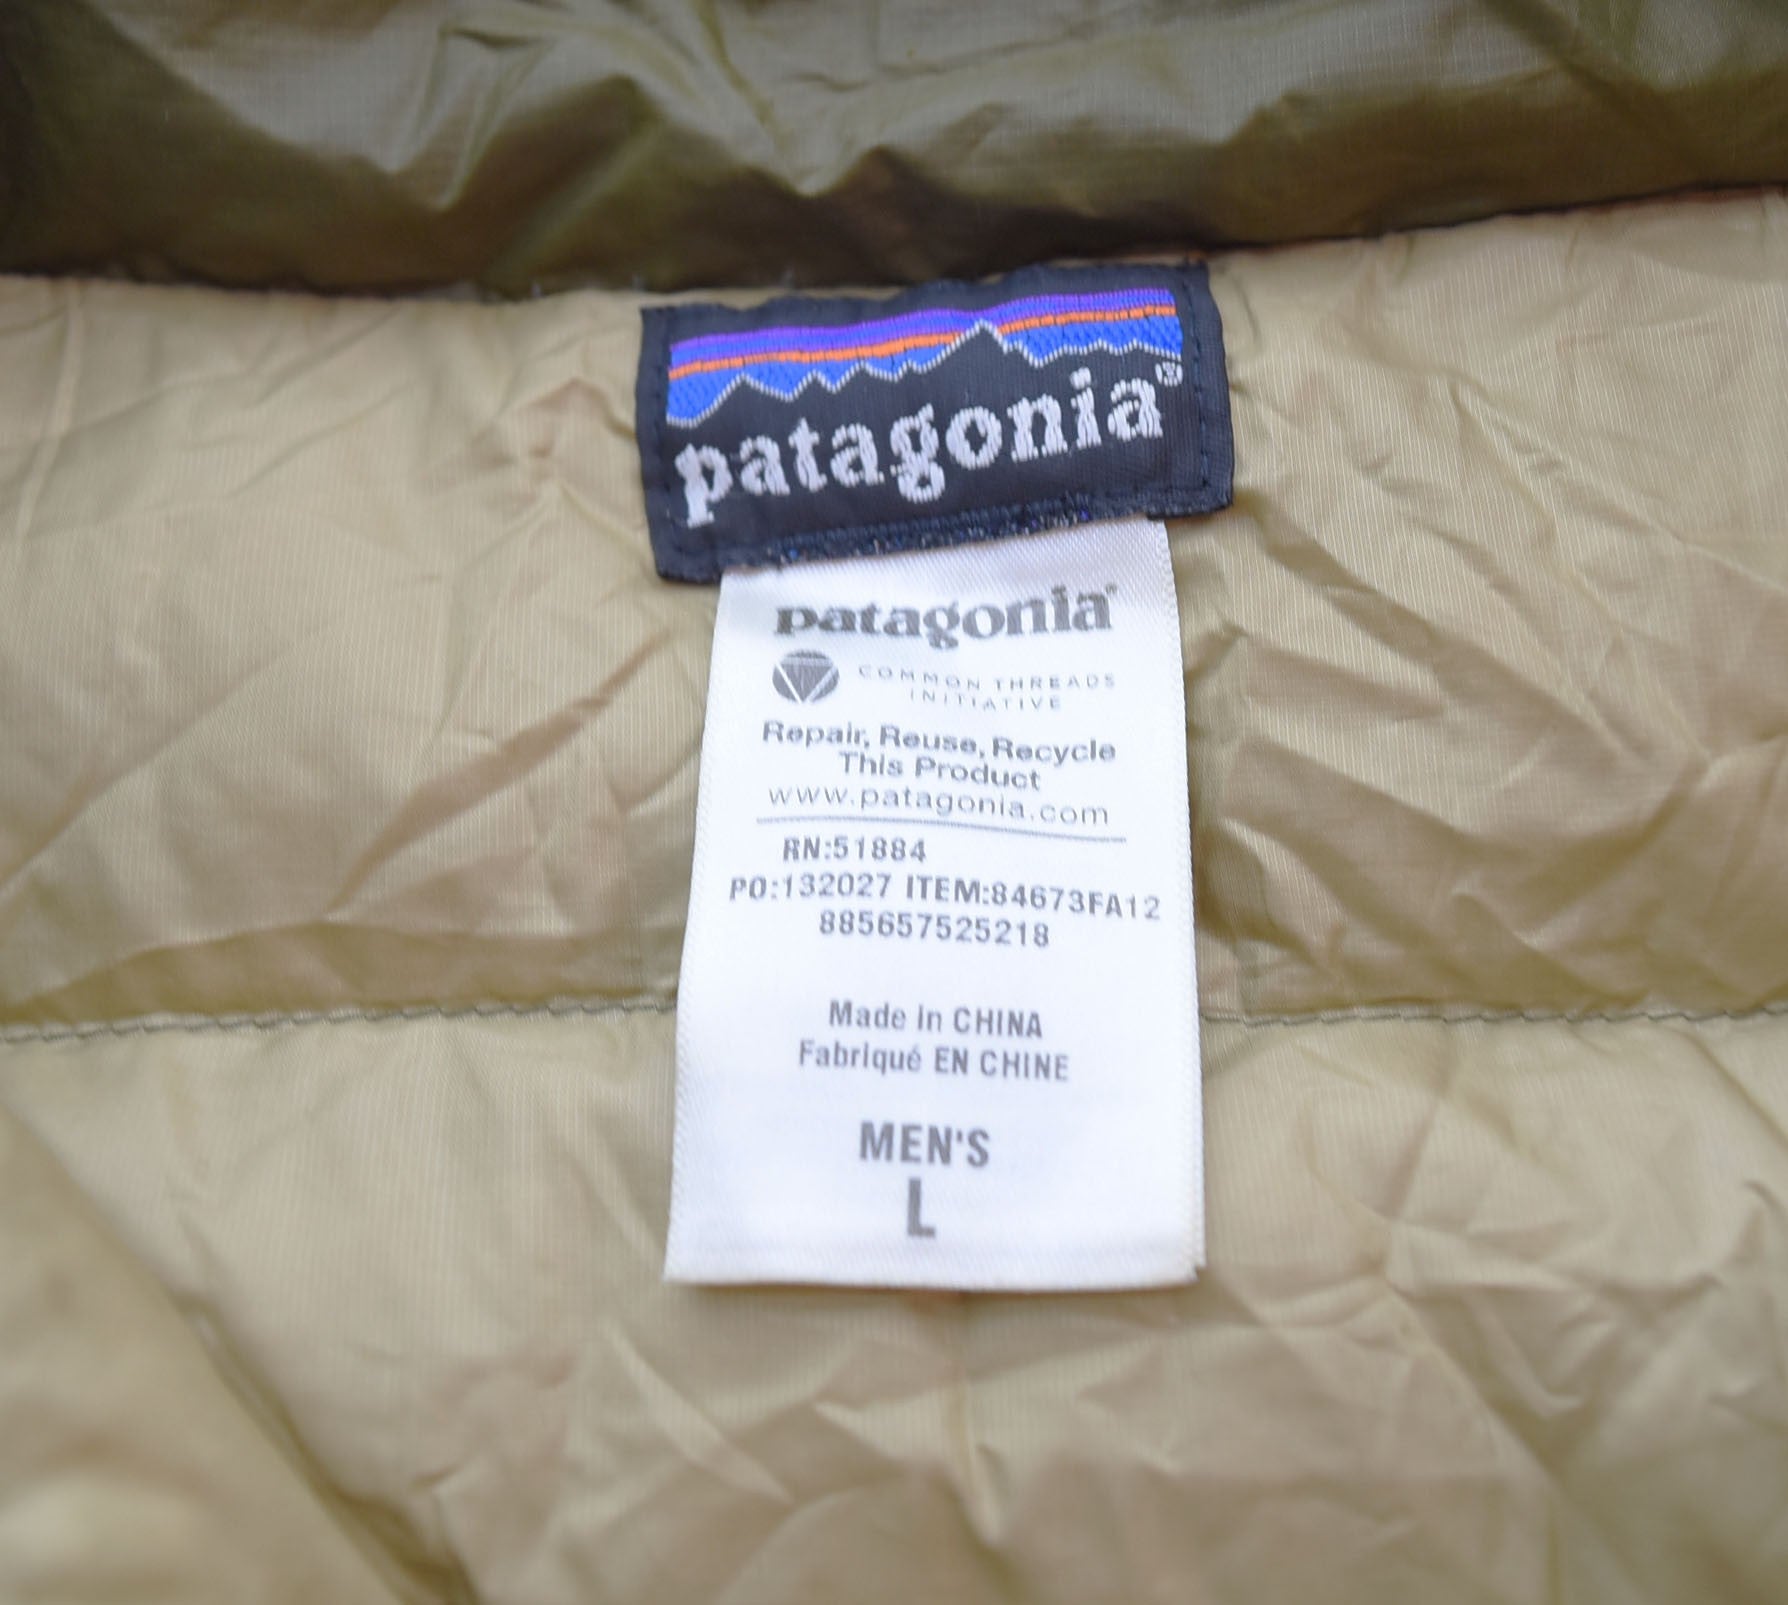 patagonia®
patagonia®
COMMON THREADS
INITIATIVE
Repair, Reuse, Recycle
This Product
www.patagonia.com
RN:51884
PO:132027 ITEM:84673FA12
885657525218
Made in CHINA
Fabriqué EN CHINE
MEN'S
L